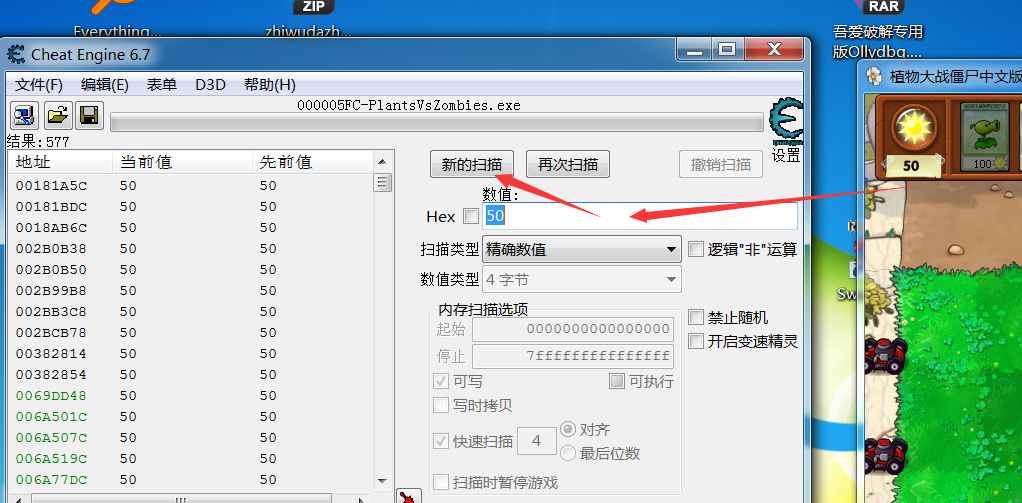 ZIP
RAR
Everything...
zhiwudazh...
吾爱破解专用
版Ollydbg....
Cheat Engine 6.7
植物大战僵尸中文版
文件(F) 编辑(E) 表单 D3D 帮助(H)
000005FC-PlantsVsZombies.exe
结果:577
设置
地址 当前值 先前值
新的扫描 再次扫描 撤销扫描
50
100
00181A5C 50 50
00181BDC 50 50
0018AB6C 50 50
002B0B38 50 50
002B0B50 50 50
002B99B8 50 50
002BB3C8 50 50
002BCB78 50 50
00382814 50 50
00382854 50 50
0069DD48 50 50
006A501C 50 50
006A507C 50 50
006A519C 50 50
006A77DC 50 50
数值:
Hex 50
扫描类型 精确数值 逻辑"非"运算
数值类型 4 字节
内存扫描选项
起始 0000000000000000
停止 7fffffffffffffff
禁止随机
开启变速精灵
可写 可执行
写时拷贝
快速扫描 4 对齐
最后位数
扫描时暂停游戏
Sw